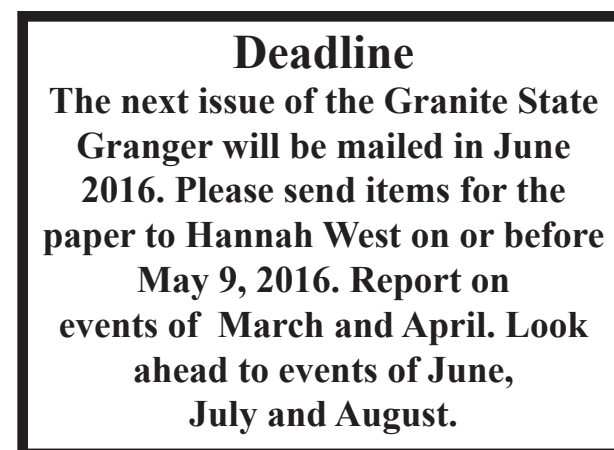 Deadline
The next issue of the Granite State
Granger will be mailed in June
2016. Please send items for the
paper to Hannah West on or before
May 9, 2016. Report on
events of  March and April. Look
ahead to events of June,
July and August.